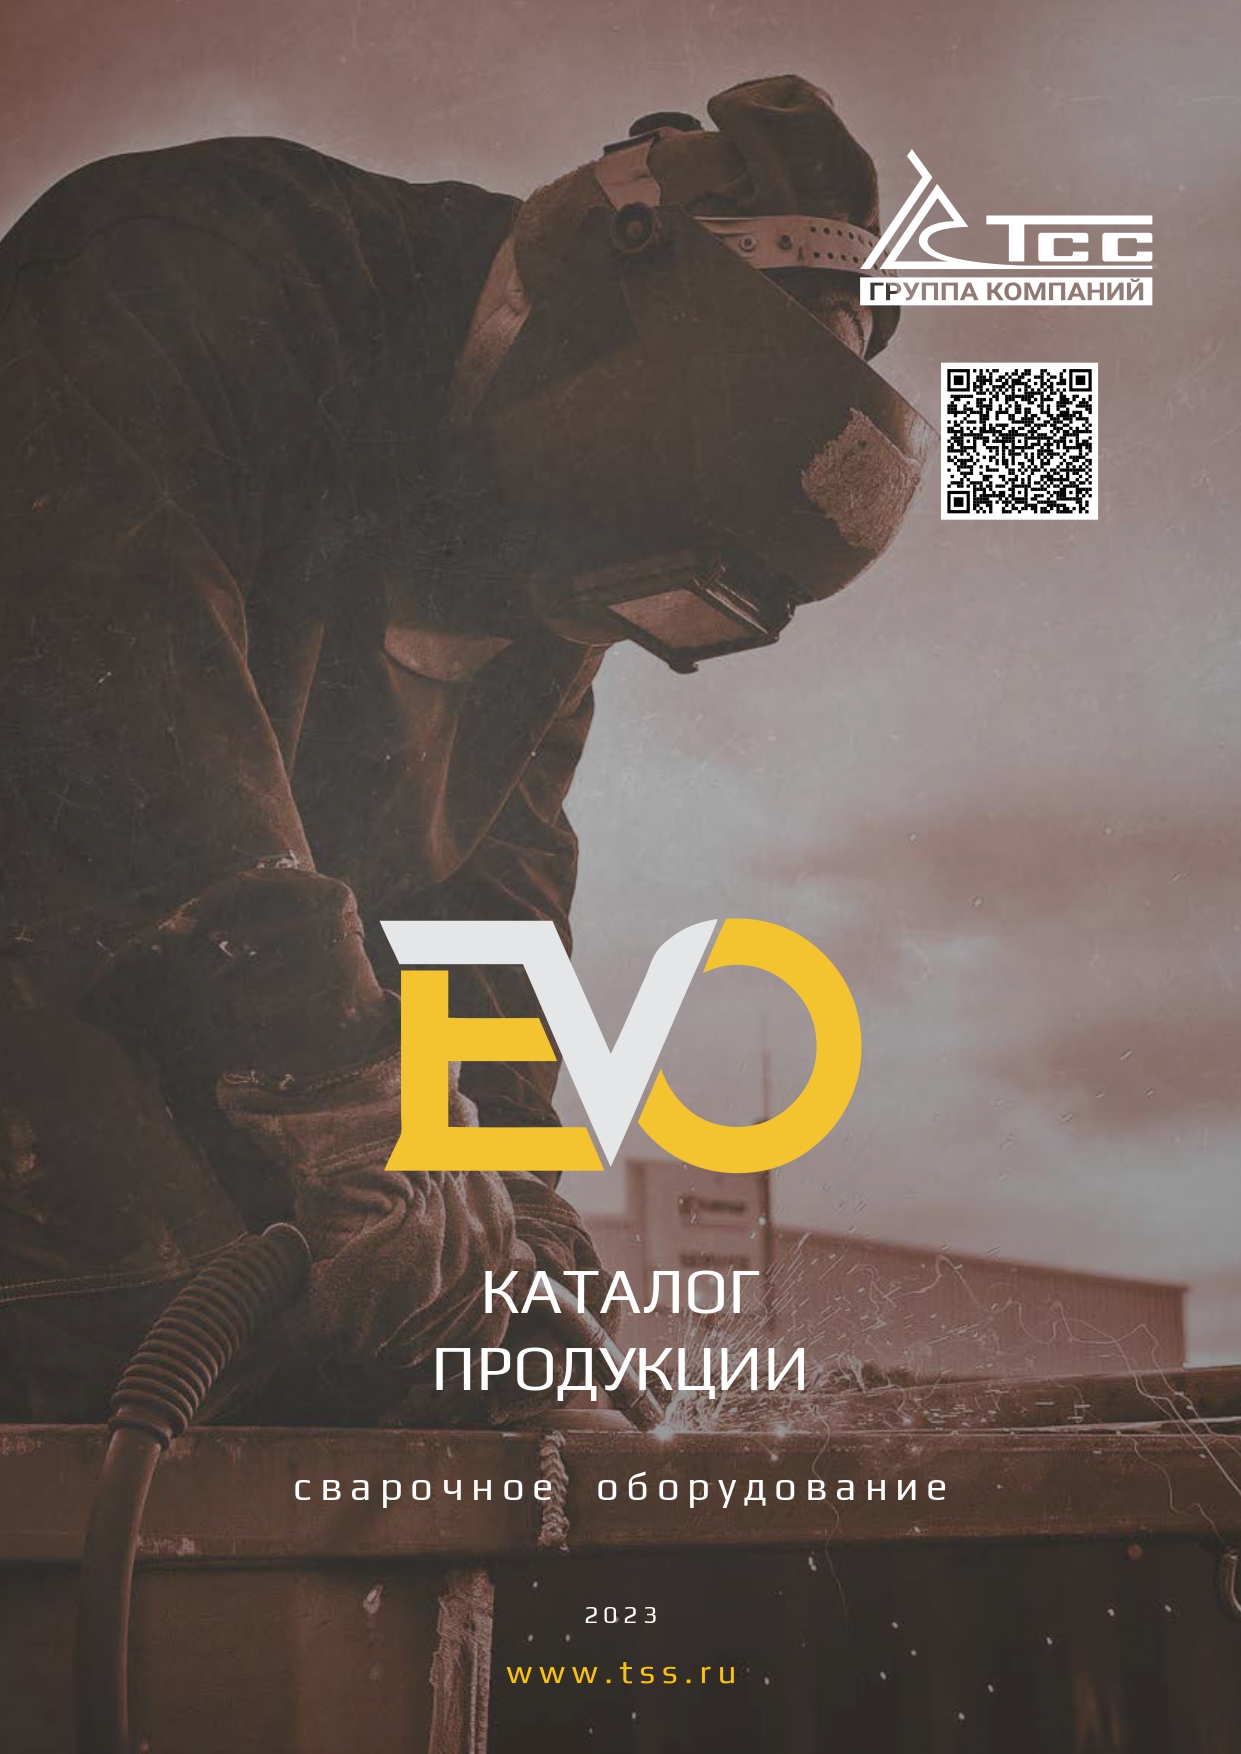 ТСС
ГРУППА КОМПАНИЙ
EVO
КАТАЛОГ
ПРОДУКЦИИ
сварочное оборудование
2023
www.tss.ru